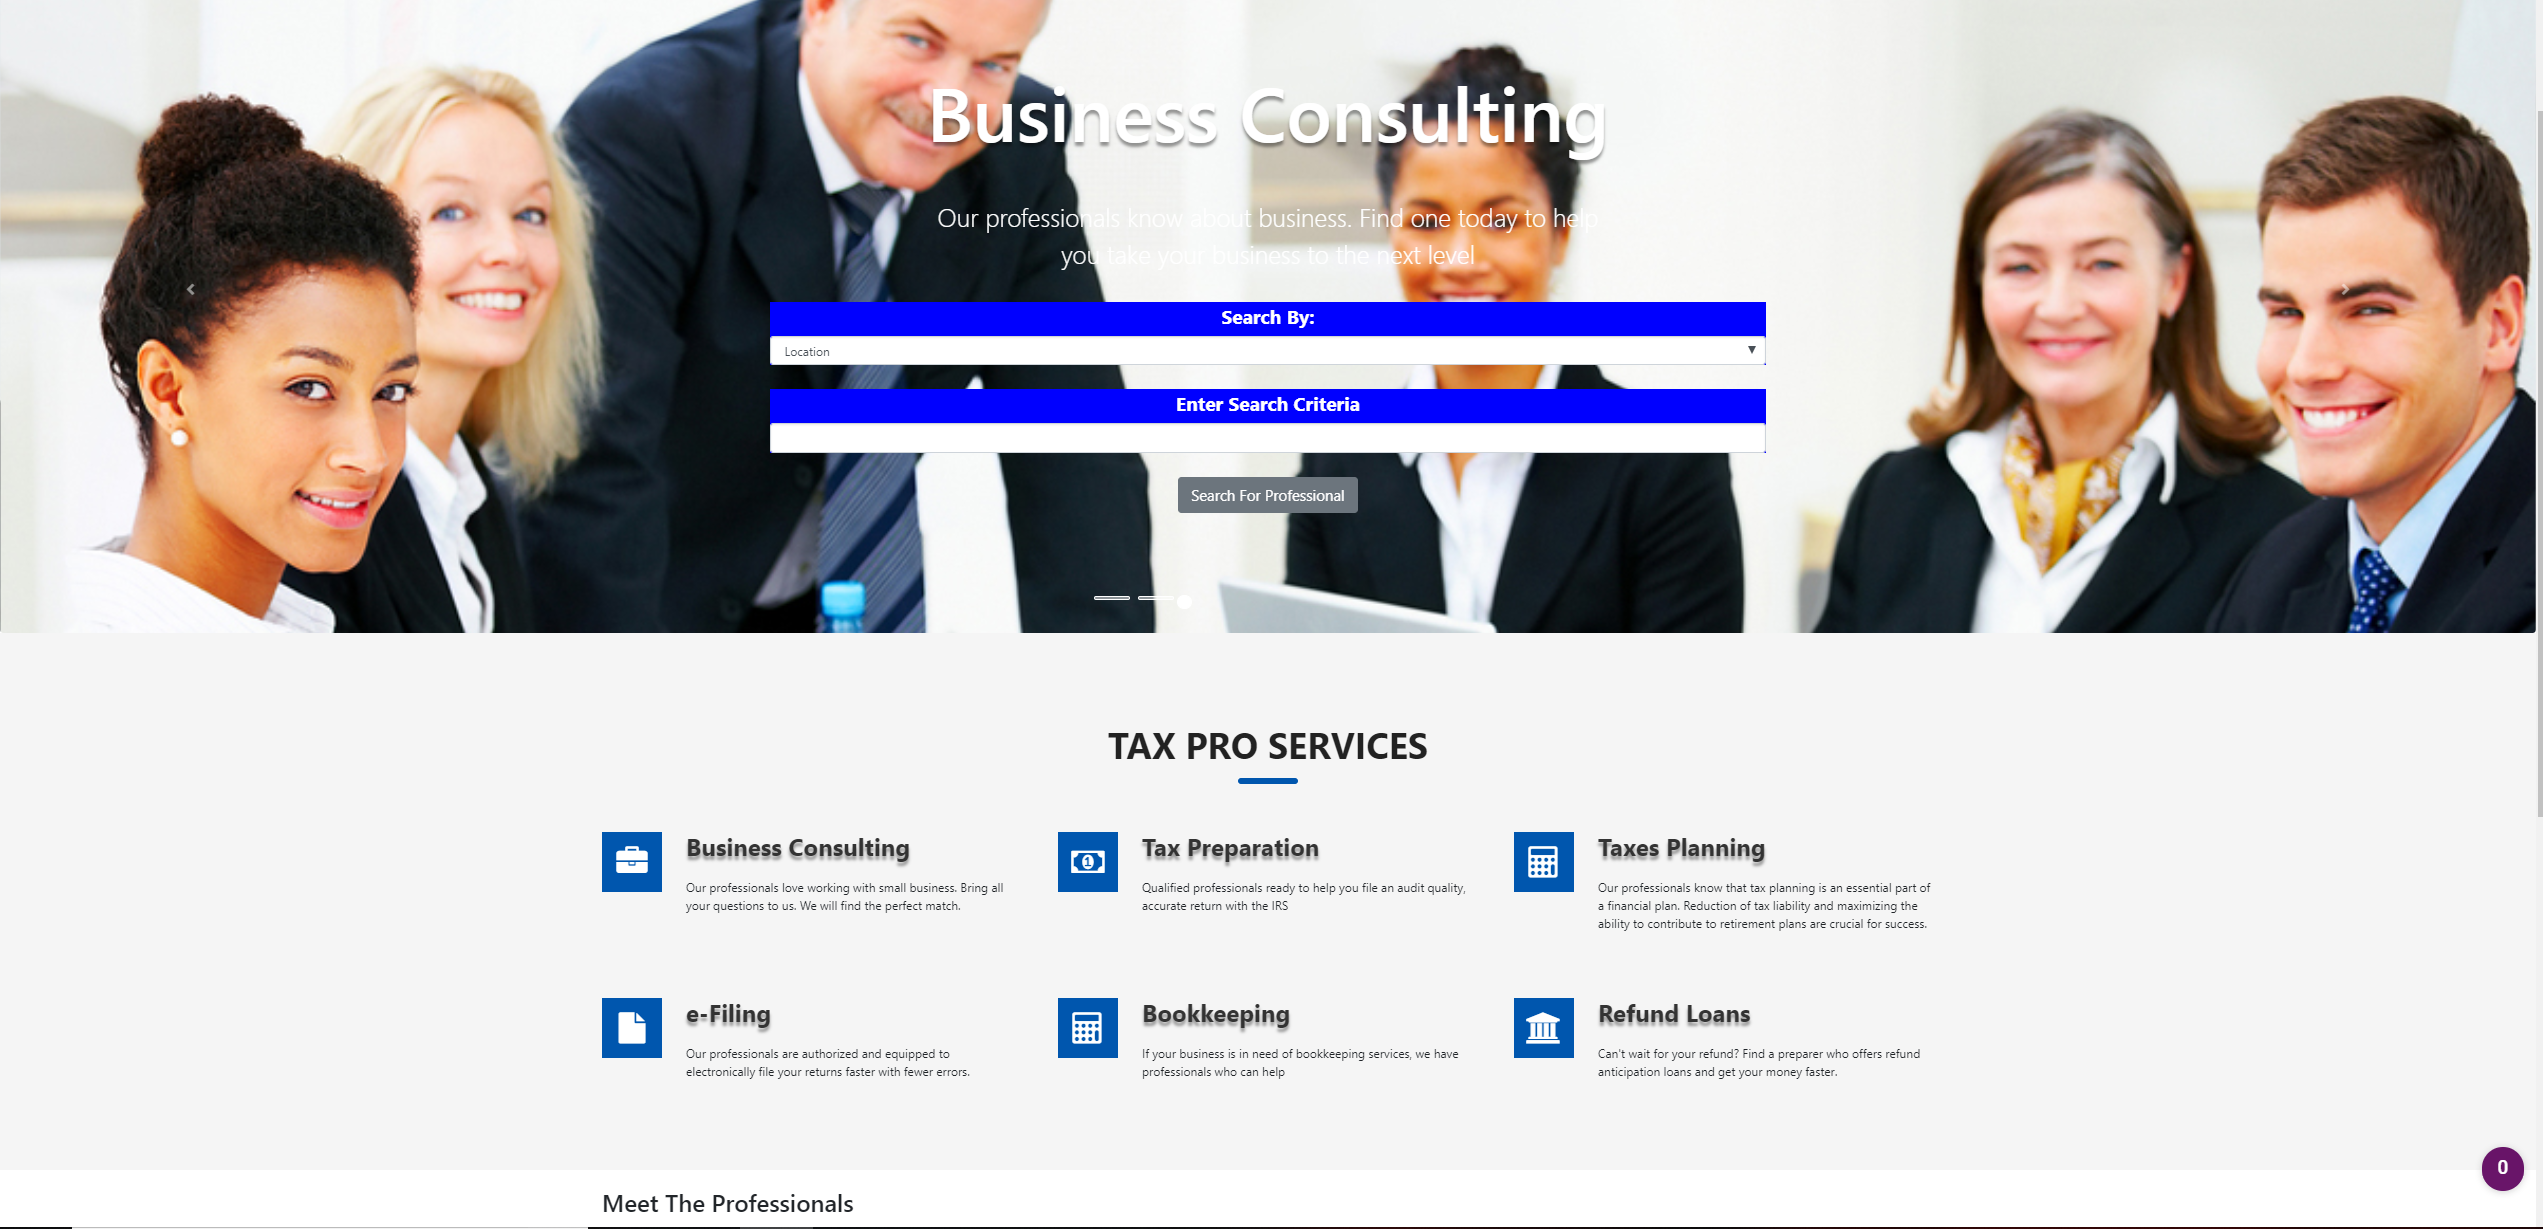 Business Consulting
Our professionals know about business. Find one today to help
you take your business to the next level
Search By:
Location
Enter Search Criteria
Search For Professional
TAX PRO SERVICES
Business Consulting
Our professionals love working with small business. Bring all
your questions to us. We will find the perfect match.
Tax Preparation
Qualified professionals ready to help you file an audit quality,
accurate return with the IRS
Taxes Planning
Our professionals know that tax planning is an essential part of
a financial plan. Reduction of tax liability and maximizing the
ability to contribute to retirement plans are crucial for success.
e-Filing
Our professionals are authorized and equipped to
electronically file your returns faster with fewer errors.
Bookkeeping
If your business is in need of bookkeeping services, we have
professionals who can help
Refund Loans
Can't wait for your refund? Find a preparer who offers refund
anticipation loans and get your money faster.
0
Meet The Professionals